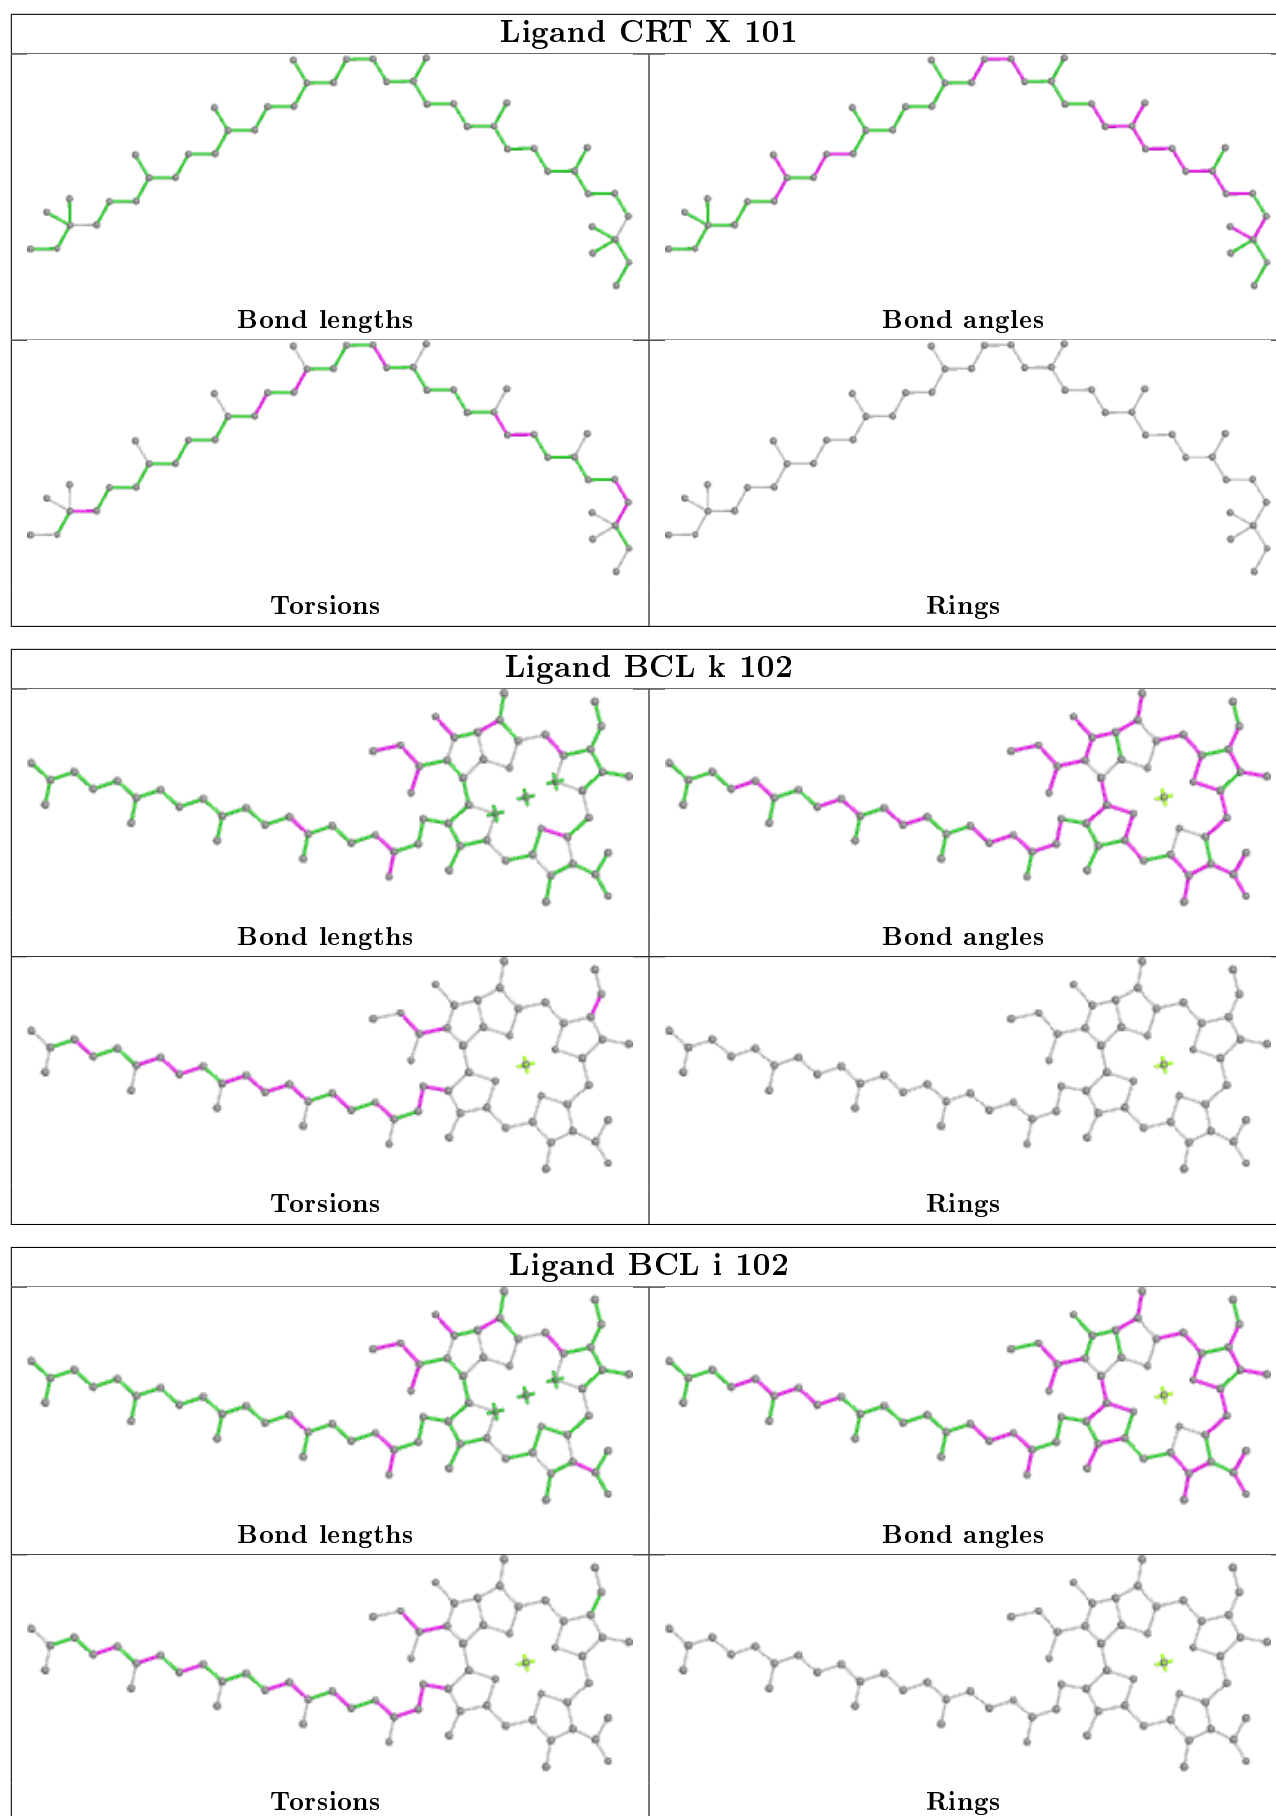 Ligand CRT X 101
Bond lengths
Bond angles
Torsions
Rings
Ligand BCL k 102
Bond lengths
Bond angles
Torsions
Rings
Ligand BCL i 102
Bond lengths
Bond angles
Torsions
Rings